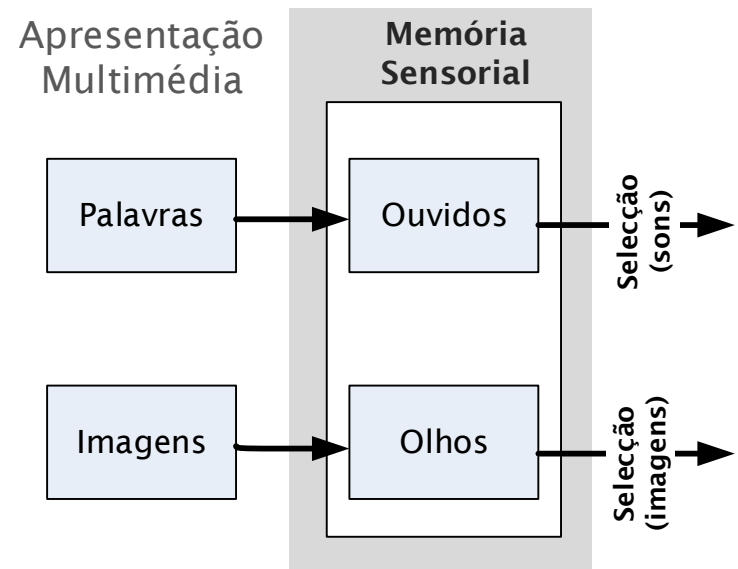 Apresentação
Multimédia
Memória
Sensorial
Palavras
Ouvidos
Selecção
(sons)
Imagens
Olhos
Selecção
(imagens)